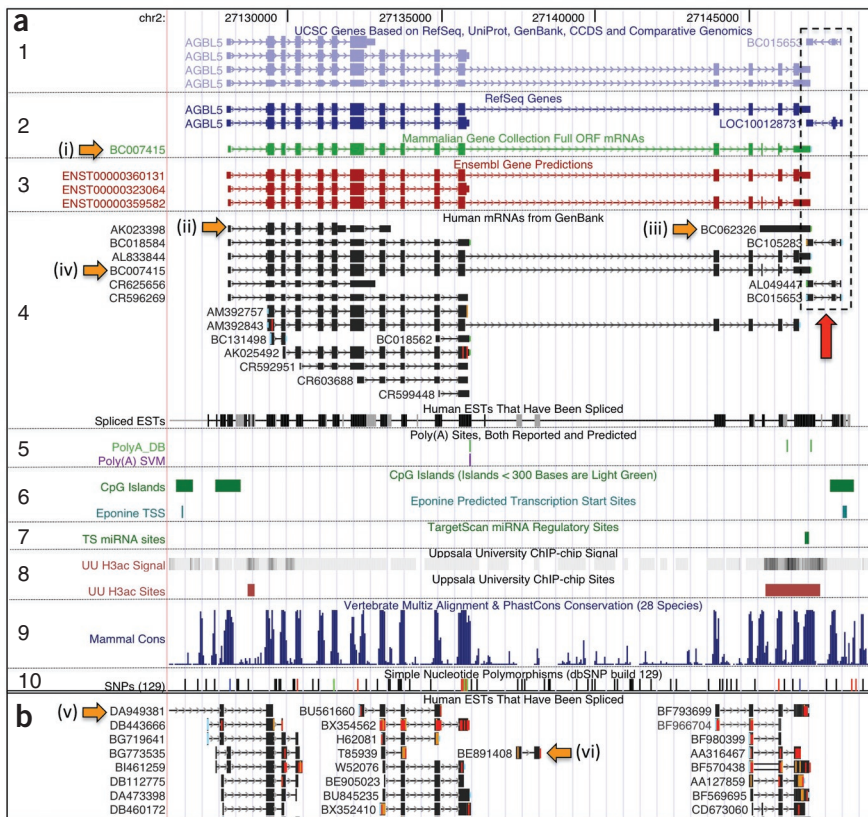 a
chr2: 27130000 27135000 27140000 27145000
UCSC Genes Based on RefSeq, UniProt, GenBank, CCDS and Comparative Genomics
1
AGBL5 BC015653
AGBL5
AGBL5
AGBL5
RefSeq Genes
2
AGBL5
AGBL5 LOC100128731
Mammalian Gene Collection Full ORF mRNAs
(i) BC007415
Ensembl Gene Predictions
3
ENST00000360131
ENST00000323064
ENST00000359582
Human mRNAs from GenBank
4
AK023398 (ii) (iii) BC062326
BC018584 BC105283
AL833844
(iv) BC007415
CR625656 AL049447
CR596269 BC015653
AM392757
AM392843
BC131498 BC018562
AK025492
CR592951
CR603688
CR599448
Human ESTs That Have Been Spliced
Spliced ESTs
Poly(A) Sites, Both Reported and Predicted
5
PolyA_DB
Poly(A) SVM
CpG Islands (Islands < 300 Bases are Light Green)
6
CpG Islands
Eponine Predicted Transcription Start Sites
Eponine TSS
TargetScan miRNA Regulatory Sites
7
TS miRNA sites
Uppsala University ChIP-chip Signal
8
UU H3ac Signal
Uppsala University ChIP-chip Sites
UU H3ac Sites
Vertebrate Multiz Alignment & PhastCons Conservation (28 Species)
9
Mammal Cons
Simple Nucleotide Polymorphisms (dbSNP build 129)
10
SNPs (129)
b
Human ESTs That Have Been Spliced
(v) DA949381 BU561660 BF793699
DB443666 BX354562 BF966704
BG719641 H62081 BF980399
BG773535 T85939 BE891408 (vi) AA316467
BI461259 W52076 BF570438
DB112775 BE905023 AA127859
DA473398 BU845235 BF569695
DB460172 BX352410 CD673060